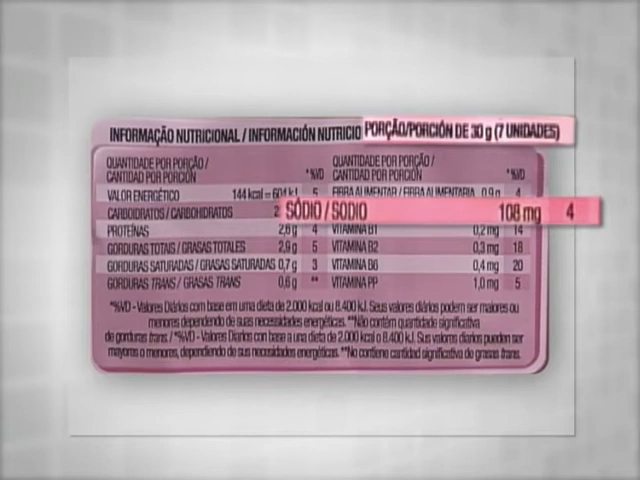 INFORMAÇÃO NUTRICIONAL / INFORMACIÓN NUTRICIO PORÇÃO/PORCIÓN DE 30 g (7 UNIDADES)
QUANTIDADE POR PORÇÃO /
CANTIDAD POR PORCIÓN *%VD
VALOR ENERGÉTICO 144 kcal = 604 kJ 5
CARBOIDRATOS / CARBOHIDRATOS 2
PROTEÍNAS 2,8 g 4
GORDURAS TOTAIS / GRASAS TOTALES 2,9 g 5
GORDURAS SATURADAS / GRASAS SATURADAS 0,7 g 3
GORDURAS TRANS / GRASAS TRANS 0,6 g **
QUANTIDADE POR PORÇÃO /
CANTIDAD POR PORCIÓN *%VD
FIBRA ALIMENTAR / FIBRA ALIMENTARIA 0,9 g 4
SÓDIO / SODIO 108 mg 4
VITAMINA B1 0,2 mg 14
VITAMINA B2 0,3 mg 18
VITAMINA B6 0,4 mg 20
VITAMINA PP 1,0 mg 5
*%VD - Valores Diários com base em uma dieta de 2.000 kcal ou 8.400 kJ. Seus valores diários podem ser maiores ou
menores dependendo de suas necessidades energéticas. **Não contém quantidade significativa
de gorduras trans. / *%VD - Valores Diarios con base a una dieta de 2.000 kcal o 8.400 kJ. Sus valores diarios pueden ser
mayores o menores, dependiendo de sus necesidades energéticas. **No contiene cantidad significativa de grasas trans.